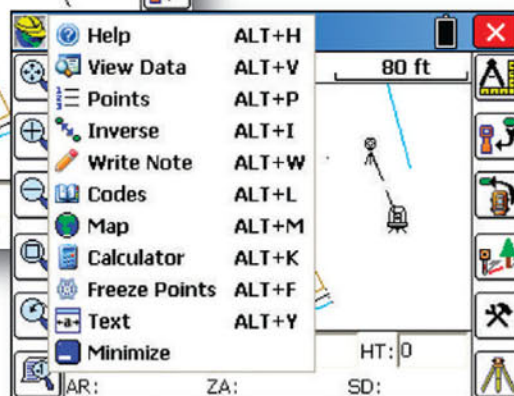 Help ALT+H
View Data ALT+V
80 ft
Points ALT+P
Inverse ALT+I
Write Note ALT+W
Codes ALT+L
Map ALT+M
Calculator ALT+K
Freeze Points ALT+F
Text ALT+Y
Minimize
HT: 0
AR: ZA: SD: